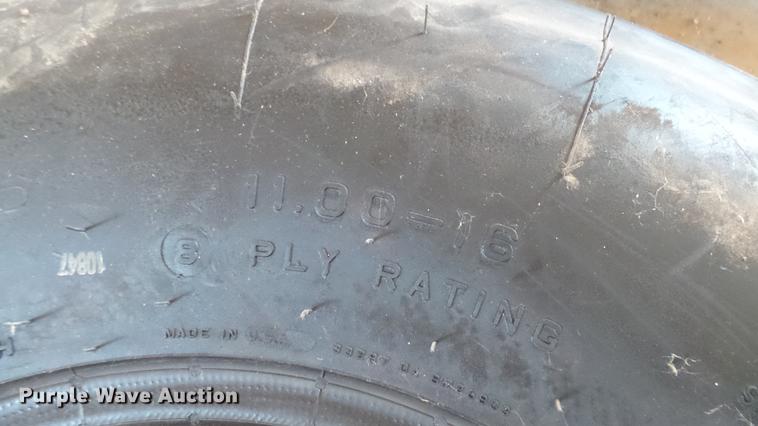 11.00-16
8 PLY RATING
10847
MADE IN U.S.A.
Purple Wave Auction